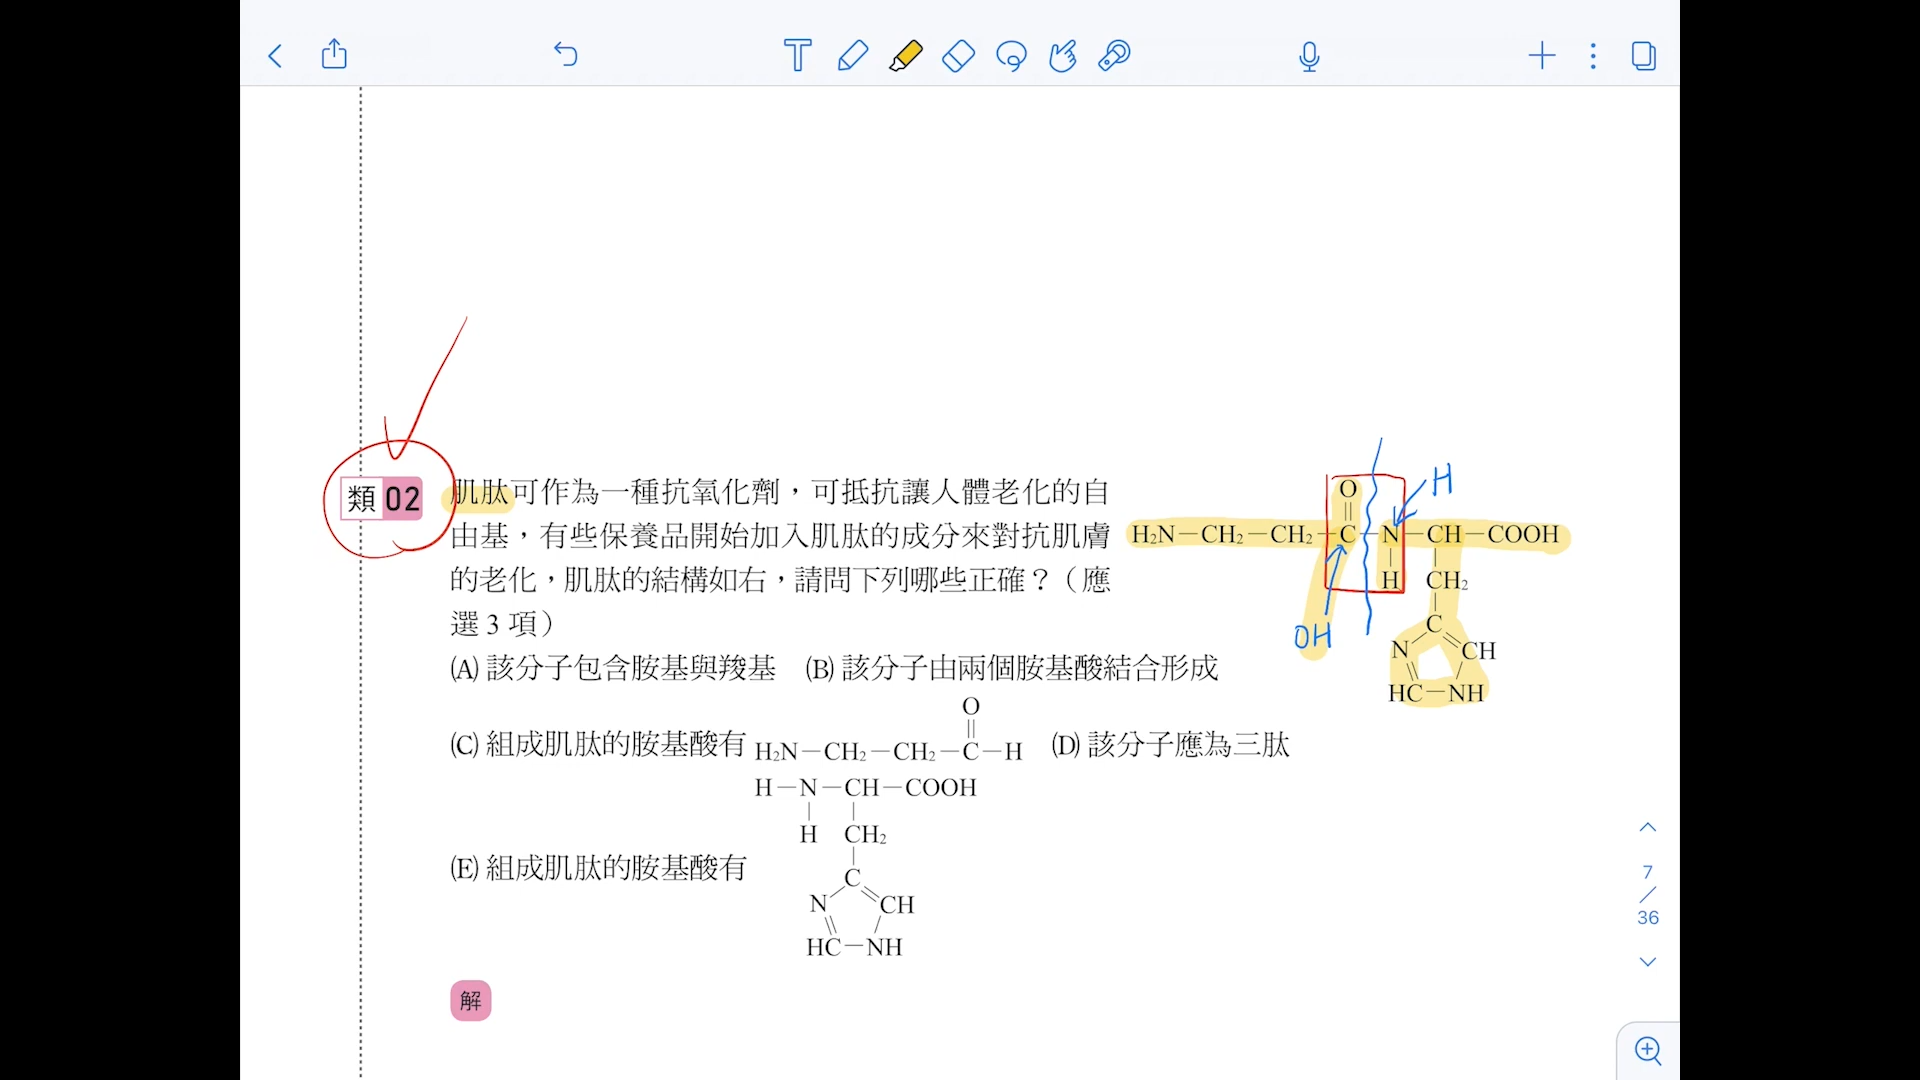 類 02 肌肽可作為一種抗氧化劑，可抵抗讓人體老化的自
由基，有些保養品開始加入肌肽的成分來對抗肌膚
的老化，肌肽的結構如右，請問下列哪些正確？（應
選 3 項）
O H
H₂N－CH₂－CH₂－C－N－CH－COOH
H CH₂
OH
C
N CH
HC－NH
(A) 該分子包含胺基與羧基 (B) 該分子由兩個胺基酸結合形成
O
(C) 組成肌肽的胺基酸有 H₂N－CH₂－CH₂－C－H (D) 該分子應為三肽
H－N－CH－COOH
H CH₂
(E) 組成肌肽的胺基酸有
C
N CH
HC－NH
解
7
/
36